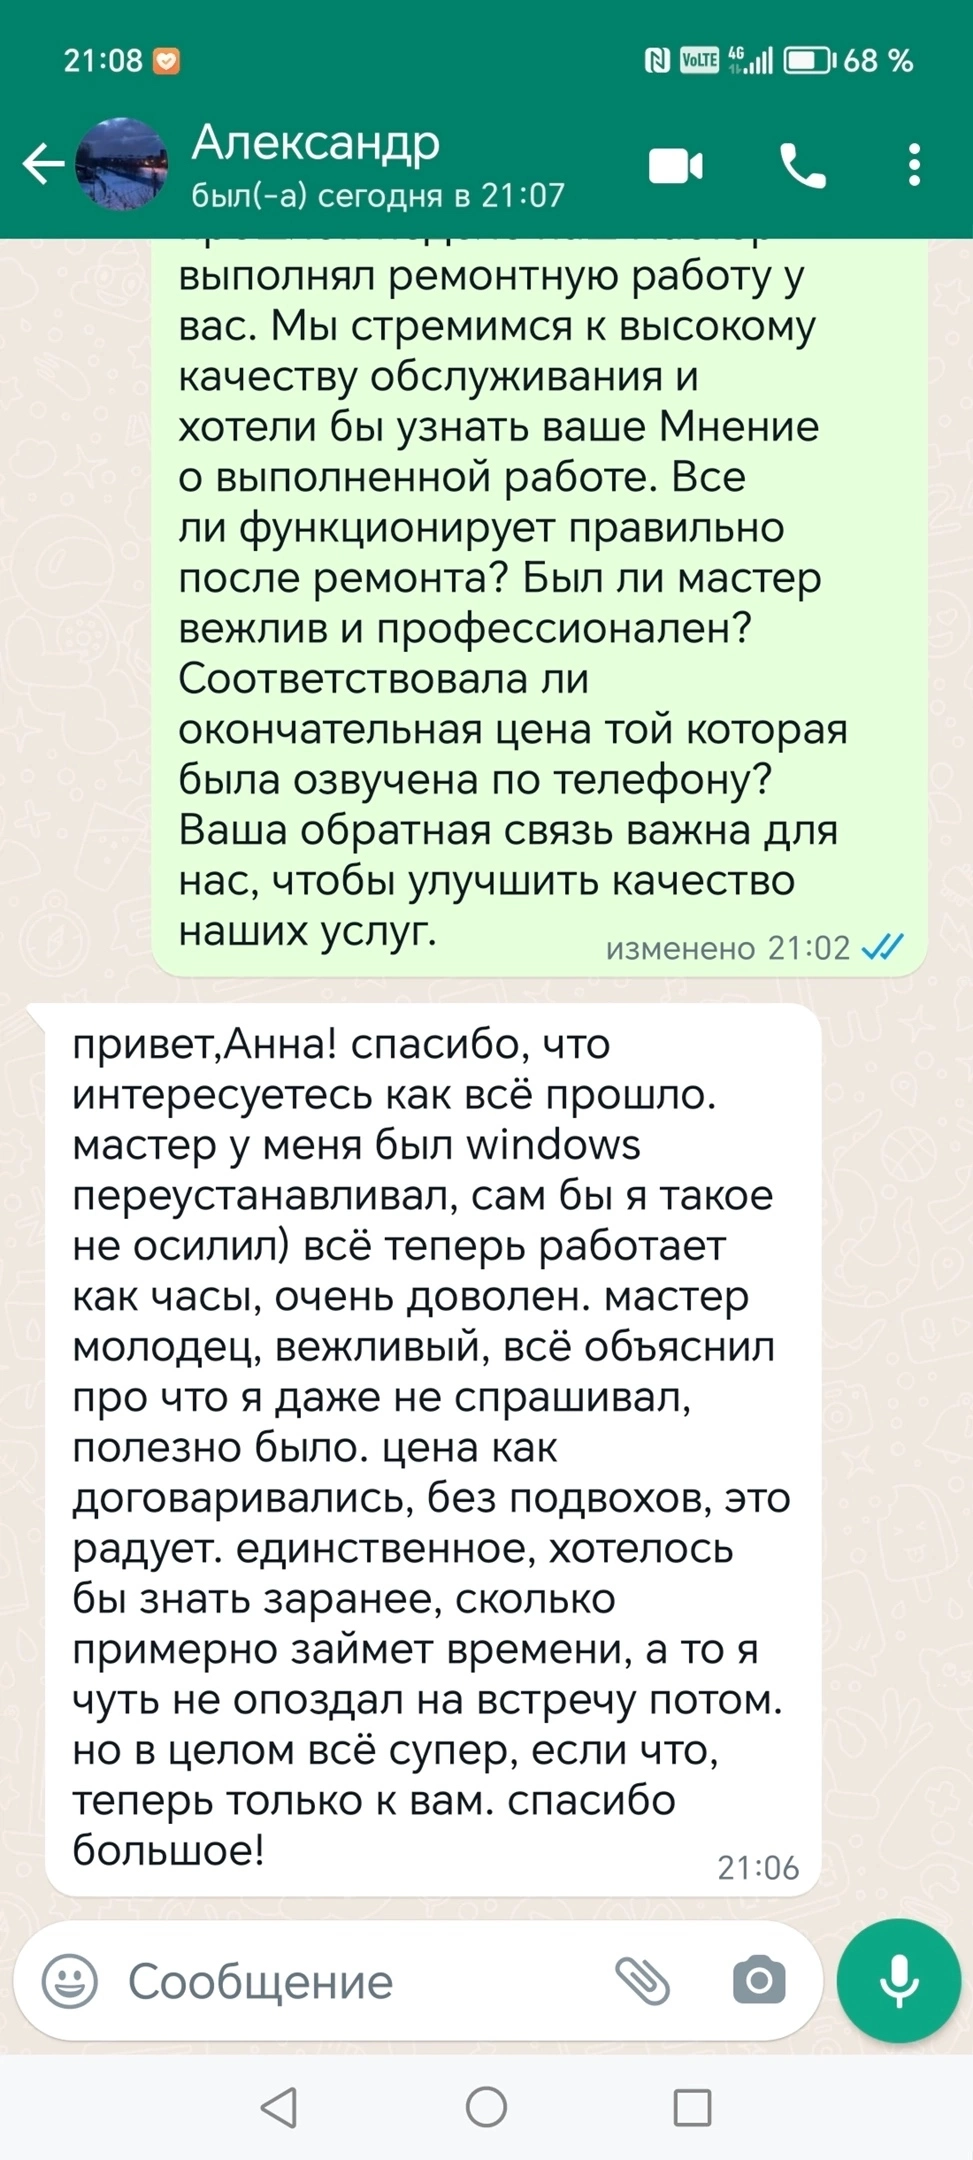 21:08
VoLTE 4G 68 %
Александр
был(-а) сегодня в 21:07
выполнял ремонтную работу у
вас. Мы стремимся к высокому
качеству обслуживания и
хотели бы узнать ваше Мнение
о выполненной работе. Все
ли функционирует правильно
после ремонта? Был ли мастер
вежлив и профессионален?
Соответствовала ли
окончательная цена той которая
была озвучена по телефону?
Ваша обратная связь важна для
нас, чтобы улучшить качество
наших услуг.
изменено 21:02
привет,Анна! спасибо, что
интересуетесь как всё прошло.
мастер у меня был windows
переустанавливал, сам бы я такое
не осилил) всё теперь работает
как часы, очень доволен. мастер
молодец, вежливый, всё объяснил
про что я даже не спрашивал,
полезно было. цена как
договаривались, без подвохов, это
радует. единственное, хотелось
бы знать заранее, сколько
примерно займет времени, а то я
чуть не опоздал на встречу потом.
но в целом всё супер, если что,
теперь только к вам. спасибо
большое!
21:06
Сообщение